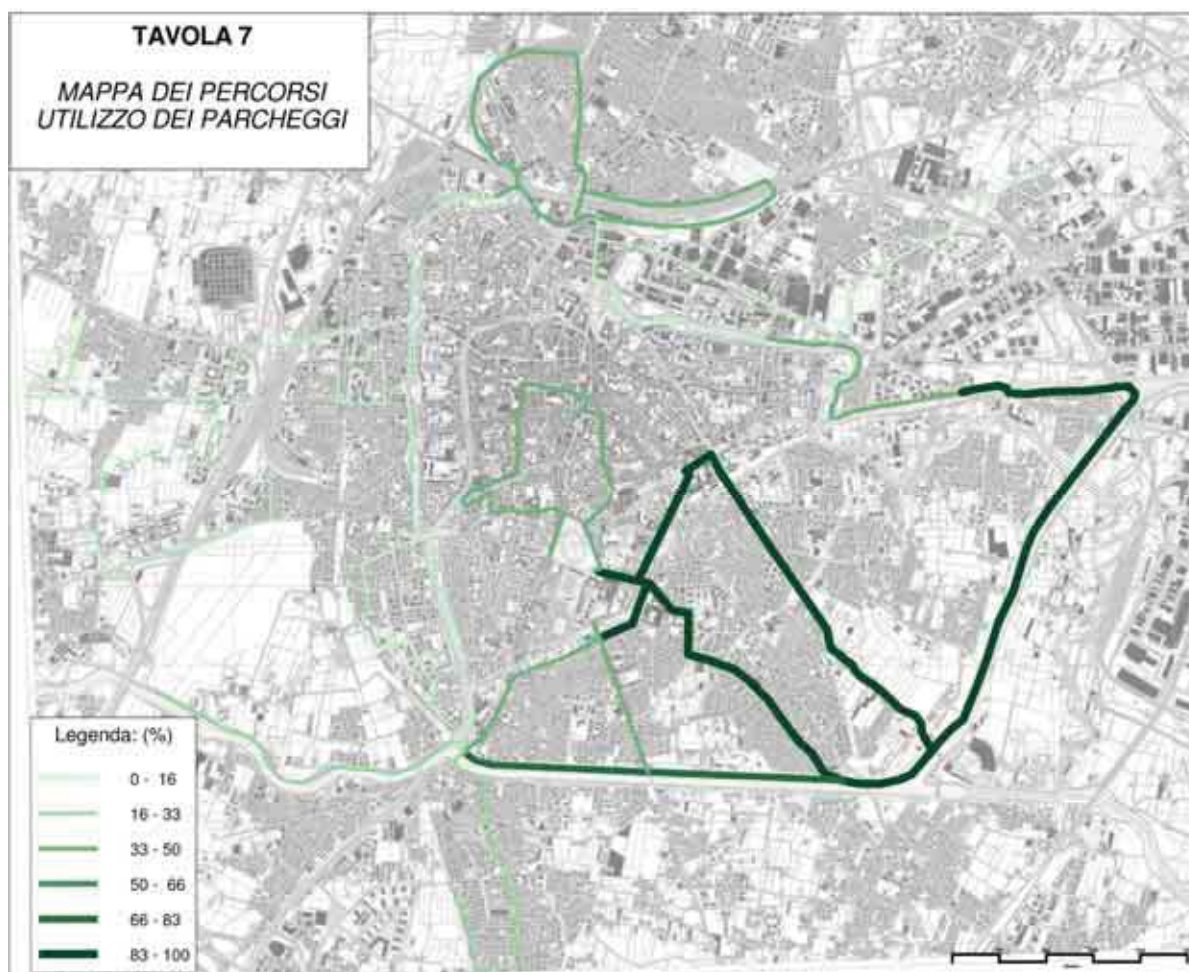 TAVOLA 7
MAPPA DEI PERCORSI
UTILIZZO DEI PARCHEGGI
Legenda: (%)
0 - 16
16 - 33
33 - 50
50 - 66
66 - 83
83 - 100